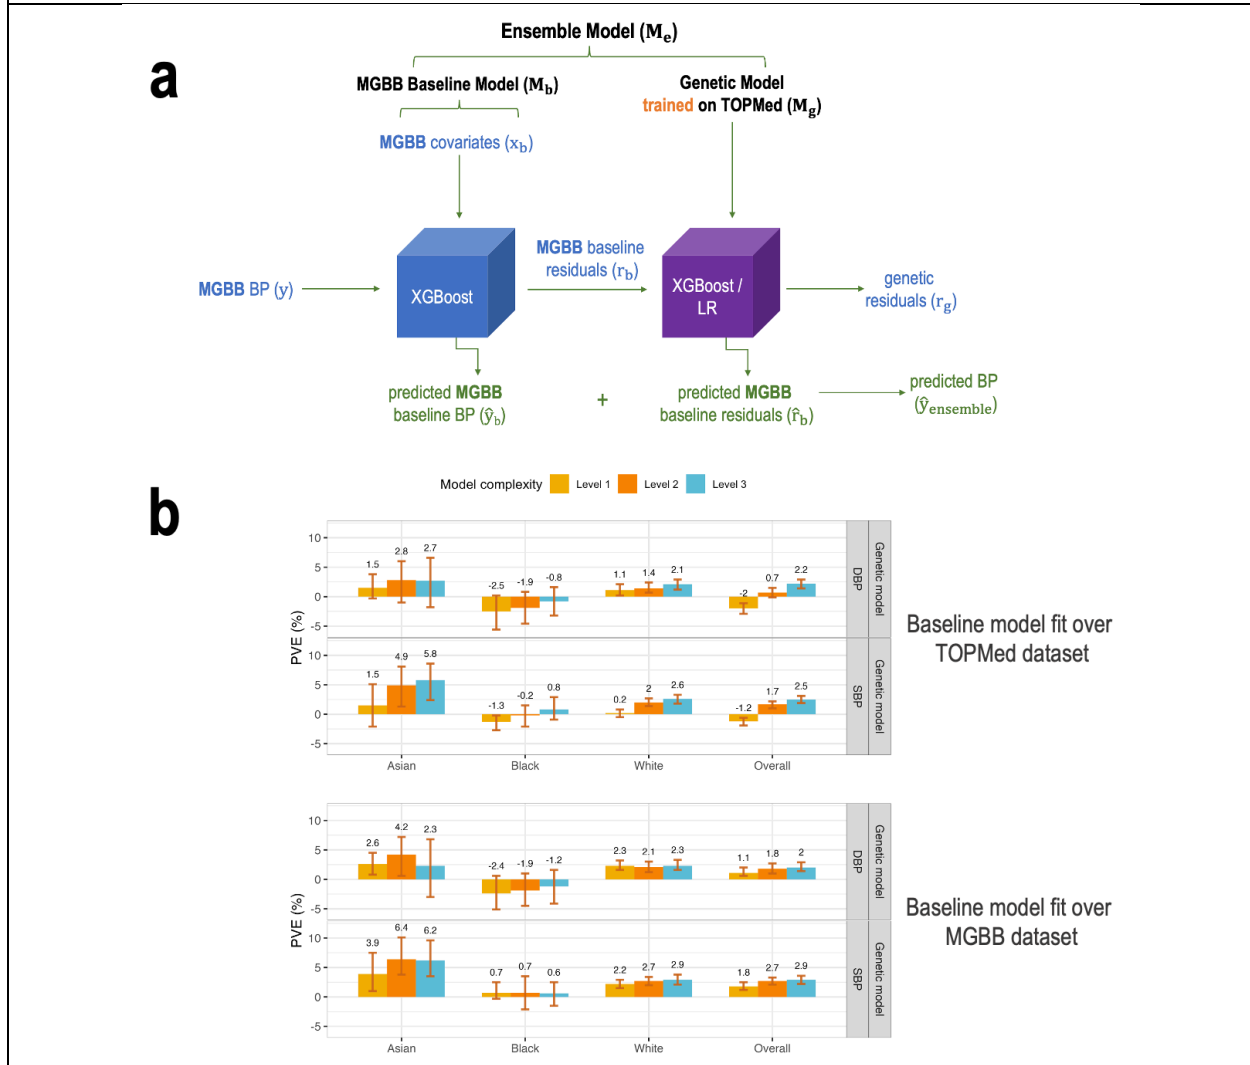 a
Ensemble Model (Me)
MGBB Baseline Model (Mb)
Genetic Model
trained on TOPMed (Mg)
MGBB covariates (xb)
MGBB BP (y)
XGBoost
MGBB baseline
residuals (rb)
XGBoost /
LR
genetic
residuals (rg)
predicted MGBB
baseline BP (ŷb)
+
predicted MGBB
baseline residuals (r̂b)
predicted BP
(ŷensemble)
b
Model complexity Level 1 Level 2 Level 3
PVE (%)
10
5
0
-5
1.5 2.8 2.7
-2.5 -1.9 -0.8
1.1 1.4 2.1
-2 0.7 2.2
DBP
Genetic model
10
5
0
-5
1.5 4.9 5.8
-1.3 -0.2 0.8
0.2 2 2.6
-1.2 1.7 2.5
SBP
Genetic model
Asian Black White Overall
Baseline model fit over
TOPMed dataset
PVE (%)
10
5
0
-5
2.6 4.2 2.3
-2.4 -1.9 -1.2
2.3 2.1 2.3
1.1 1.8 2
DBP
Genetic model
10
5
0
-5
3.9 6.4 6.2
0.7 0.7 0.6
2.2 2.7 2.9
1.8 2.7 2.9
SBP
Genetic model
Asian Black White Overall
Baseline model fit over
MGBB dataset